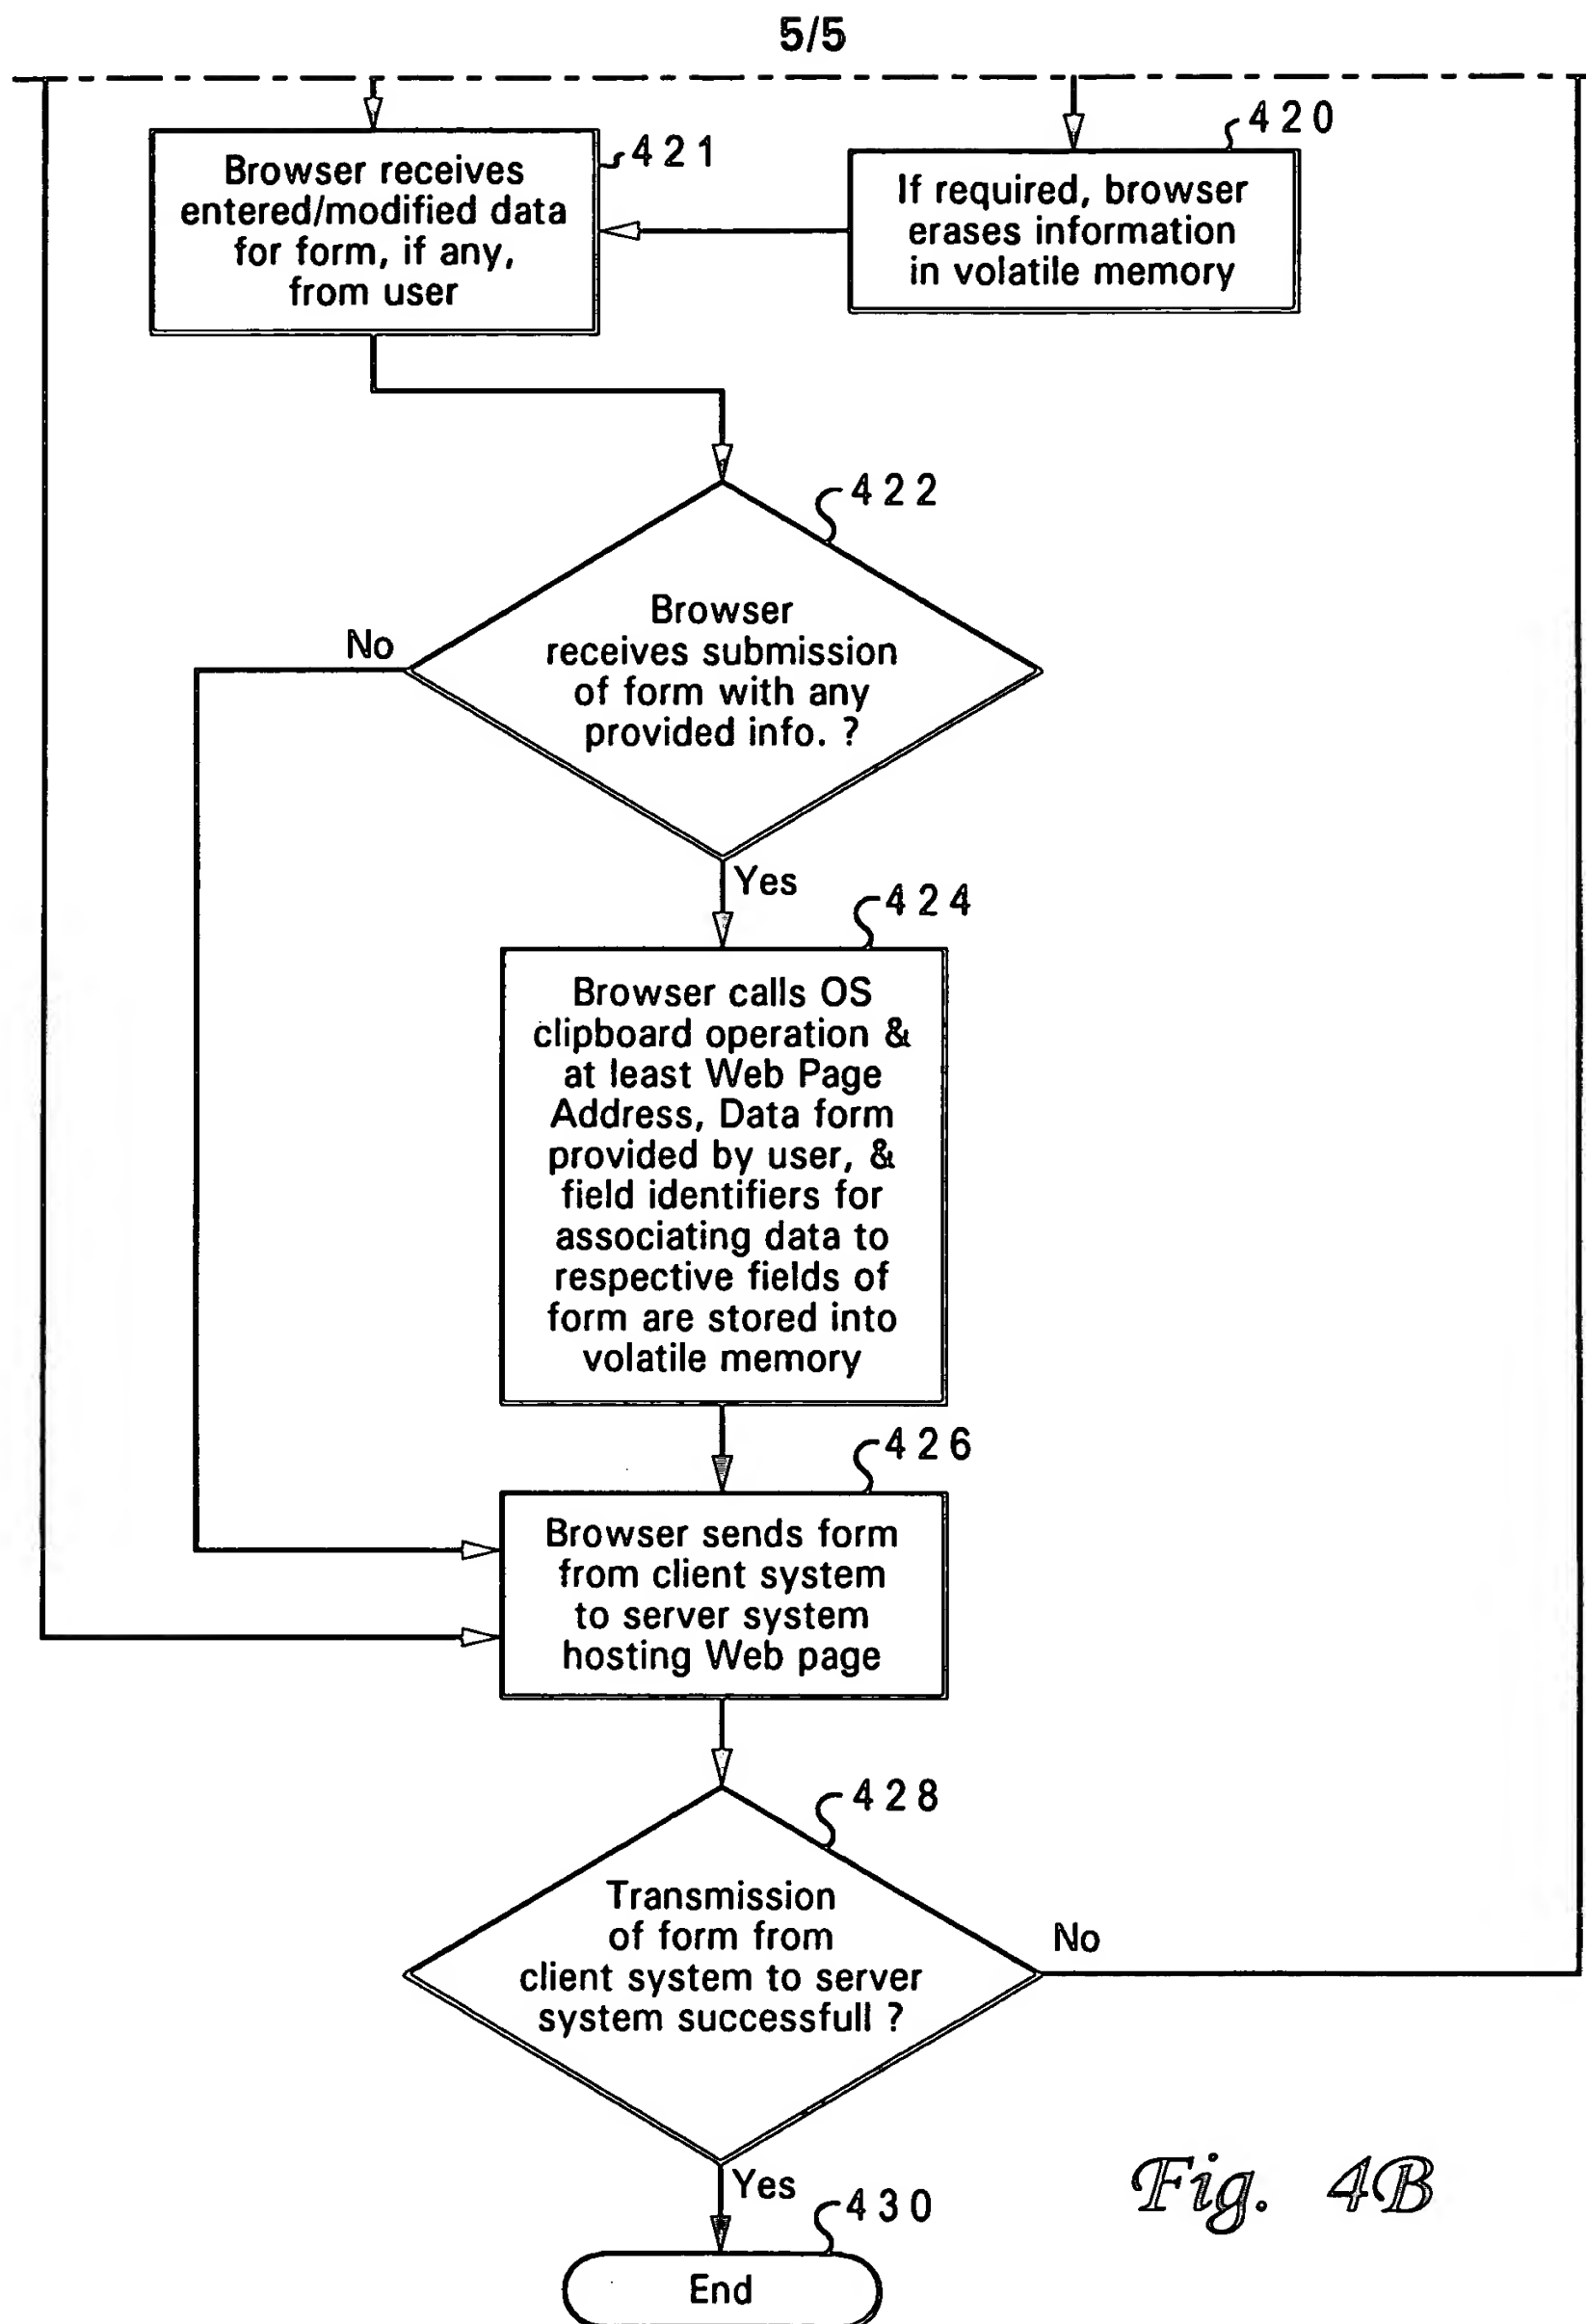 5/5
Browser receives
entered/modified data
for form, if any,
from user
421
If required, browser
erases information
in volatile memory
420
422
Browser
receives submission
of form with any
provided info. ?
No
Yes
424
Browser calls OS
clipboard operation &
at least Web Page
Address, Data form
provided by user, &
field identifiers for
associating data to
respective fields of
form are stored into
volatile memory
426
Browser sends form
from client system
to server system
hosting Web page
428
Transmission
of form from
client system to server
system successfull ?
No
Yes
430
End
Fig. 4B